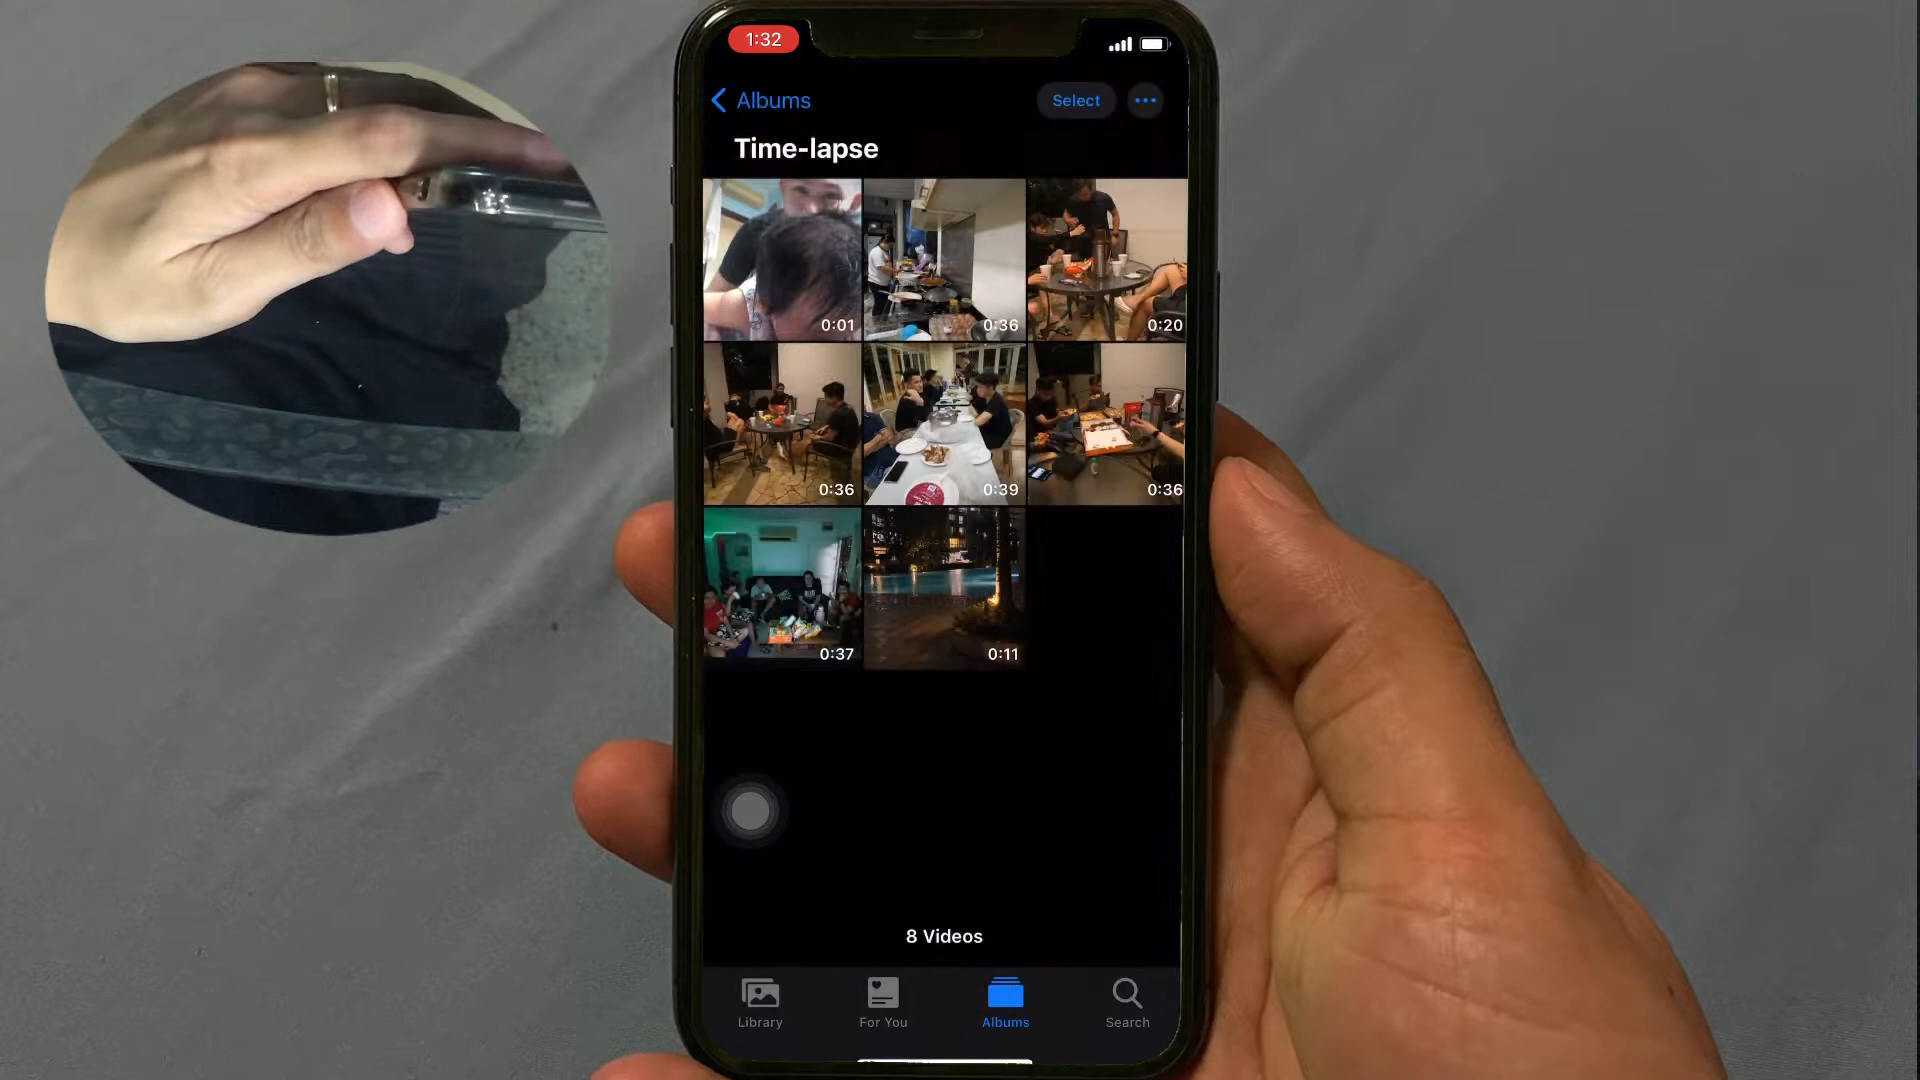 1:32
Albums
Select
Time-lapse
0:01
0:36
0:20
0:36
0:39
0:36
0:37
0:11
8 Videos
Library
For You
Albums
Search